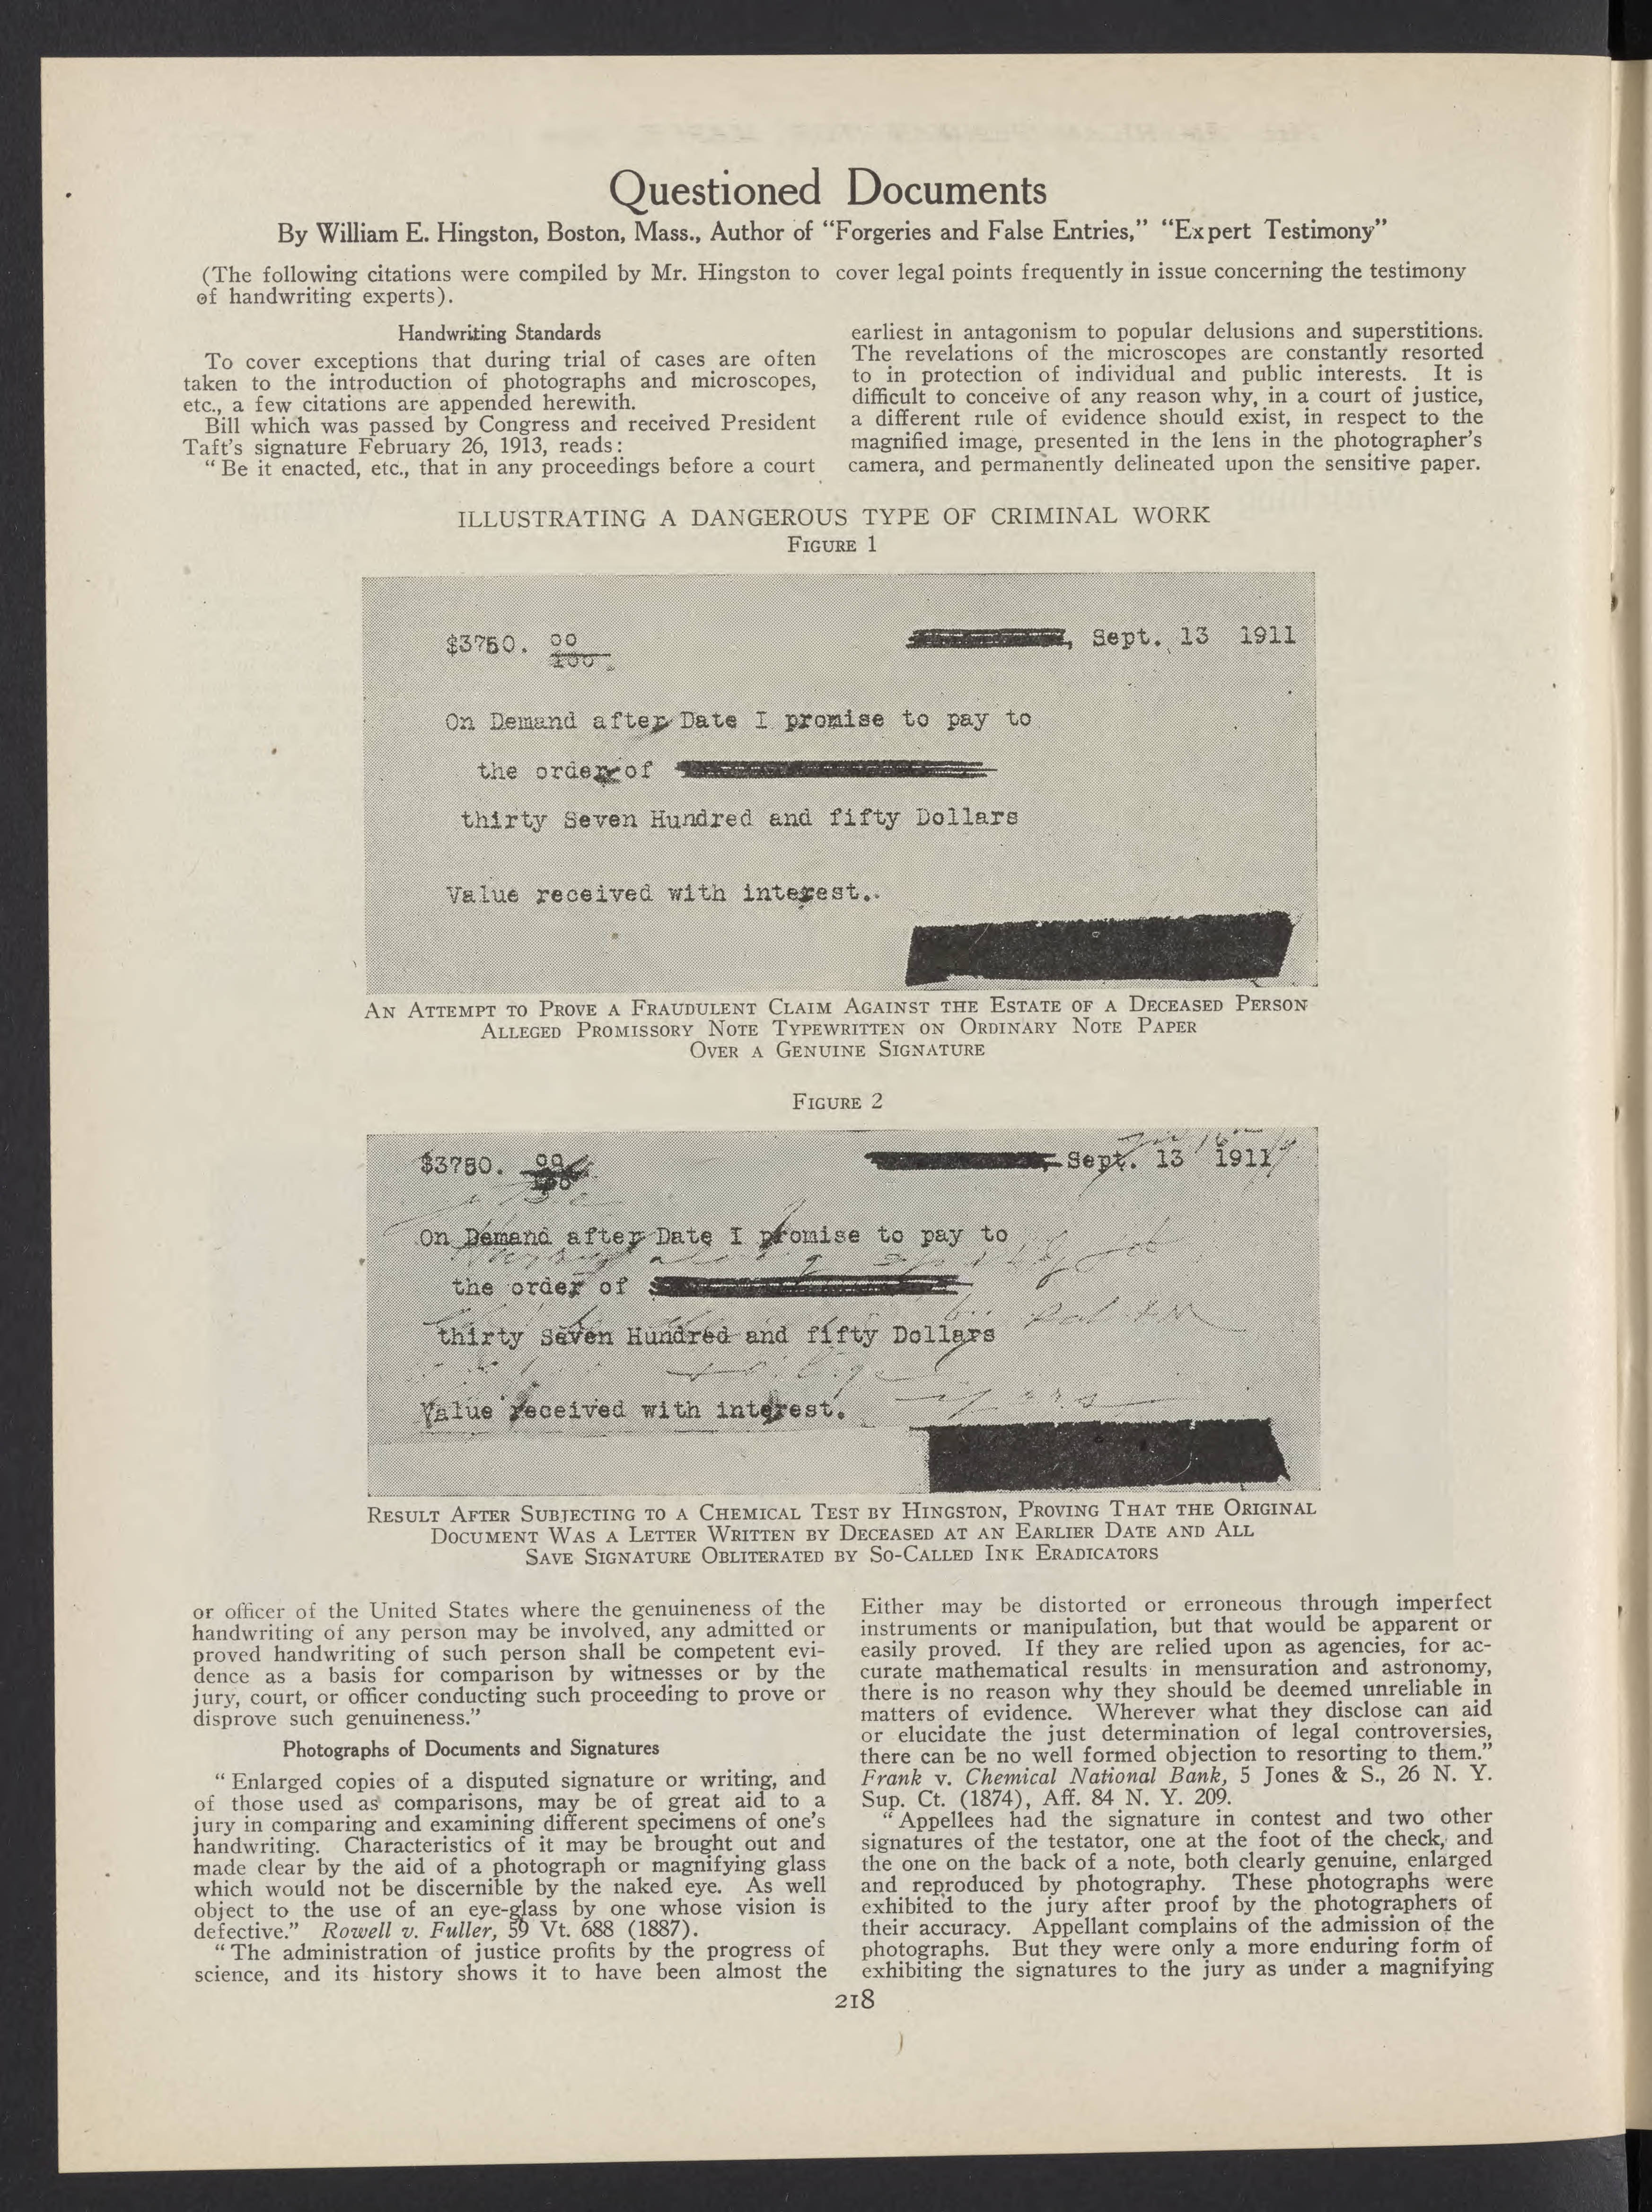 Questioned Documents
By William E. Hingston, Boston, Mass., Author of “Forgeries and False Entries,” “Expert Testimony”
(The following citations were compiled by Mr. Hingston to cover legal points frequently in issue concerning the testimony
of handwriting experts).
Handwriting Standards
To cover exceptions that during trial of cases are often
taken to the introduction of photographs and microscopes,
etc., a few citations are appended herewith.
Bill which was passed by Congress and received President
Taft's signature February 26, 1913, reads:
“Be it enacted, etc., that in any proceedings before a court
earliest in antagonism to popular delusions and superstitions.
The revelations of the microscopes are constantly resorted
to in protection of individual and public interests. It is
difficult to conceive of any reason why, in a court of justice,
a different rule of evidence should exist, in respect to the
magnified image, presented in the lens in the photographer's
camera, and permanently delineated upon the sensitive paper.
ILLUSTRATING A DANGEROUS TYPE OF CRIMINAL WORK
FIGURE 1
$3750. 00
100
, Sept. 13 1911
On Demand after Date I promise to pay to
the order of
thirty Seven Hundred and fifty Dollars
Value received with interest..
AN ATTEMPT TO PROVE A FRAUDULENT CLAIM AGAINST THE ESTATE OF A DECEASED PERSON
ALLEGED PROMISSORY NOTE TYPEWRITTEN ON ORDINARY NOTE PAPER
OVER A GENUINE SIGNATURE
FIGURE 2
$3750. 00
100
Sept. 13 1911
On Demand after Date I promise to pay to
the order of
thirty Seven Hundred and fifty Dollars
Value received with interest.
RESULT AFTER SUBJECTING TO A CHEMICAL TEST BY HINGSTON, PROVING THAT THE ORIGINAL
DOCUMENT WAS A LETTER WRITTEN BY DECEASED AT AN EARLIER DATE AND ALL
SAVE SIGNATURE OBLITERATED BY SO-CALLED INK ERADICATORS
or officer of the United States where the genuineness of the
handwriting of any person may be involved, any admitted or
proved handwriting of such person shall be competent evi-
dence as a basis for comparison by witnesses or by the
jury, court, or officer conducting such proceeding to prove or
disprove such genuineness.”
Photographs of Documents and Signatures
“Enlarged copies of a disputed signature or writing, and
of those used as comparisons, may be of great aid to a
jury in comparing and examining different specimens of one's
handwriting. Characteristics of it may be brought out and
made clear by the aid of a photograph or magnifying glass
which would not be discernible by the naked eye. As well
object to the use of an eye-glass by one whose vision is
defective.” Rowell v. Fuller, 59 Vt. 688 (1887).
“The administration of justice profits by the progress of
science, and its history shows it to have been almost the
Either may be distorted or erroneous through imperfect
instruments or manipulation, but that would be apparent or
easily proved. If they are relied upon as agencies, for ac-
curate mathematical results in mensuration and astronomy,
there is no reason why they should be deemed unreliable in
matters of evidence. Wherever what they disclose can aid
or elucidate the just determination of legal controversies,
there can be no well formed objection to resorting to them.”
Frank v. Chemical National Bank, 5 Jones & S., 26 N. Y.
Sup. Ct. (1874), Aff. 84 N. Y. 209.
“Appellees had the signature in contest and two other
signatures of the testator, one at the foot of the check, and
the one on the back of a note, both clearly genuine, enlarged
and reproduced by photography. These photographs were
exhibited to the jury after proof by the photographers of
their accuracy. Appellant complains of the admission of the
photographs. But they were only a more enduring form of
exhibiting the signatures to the jury as under a magnifying
218